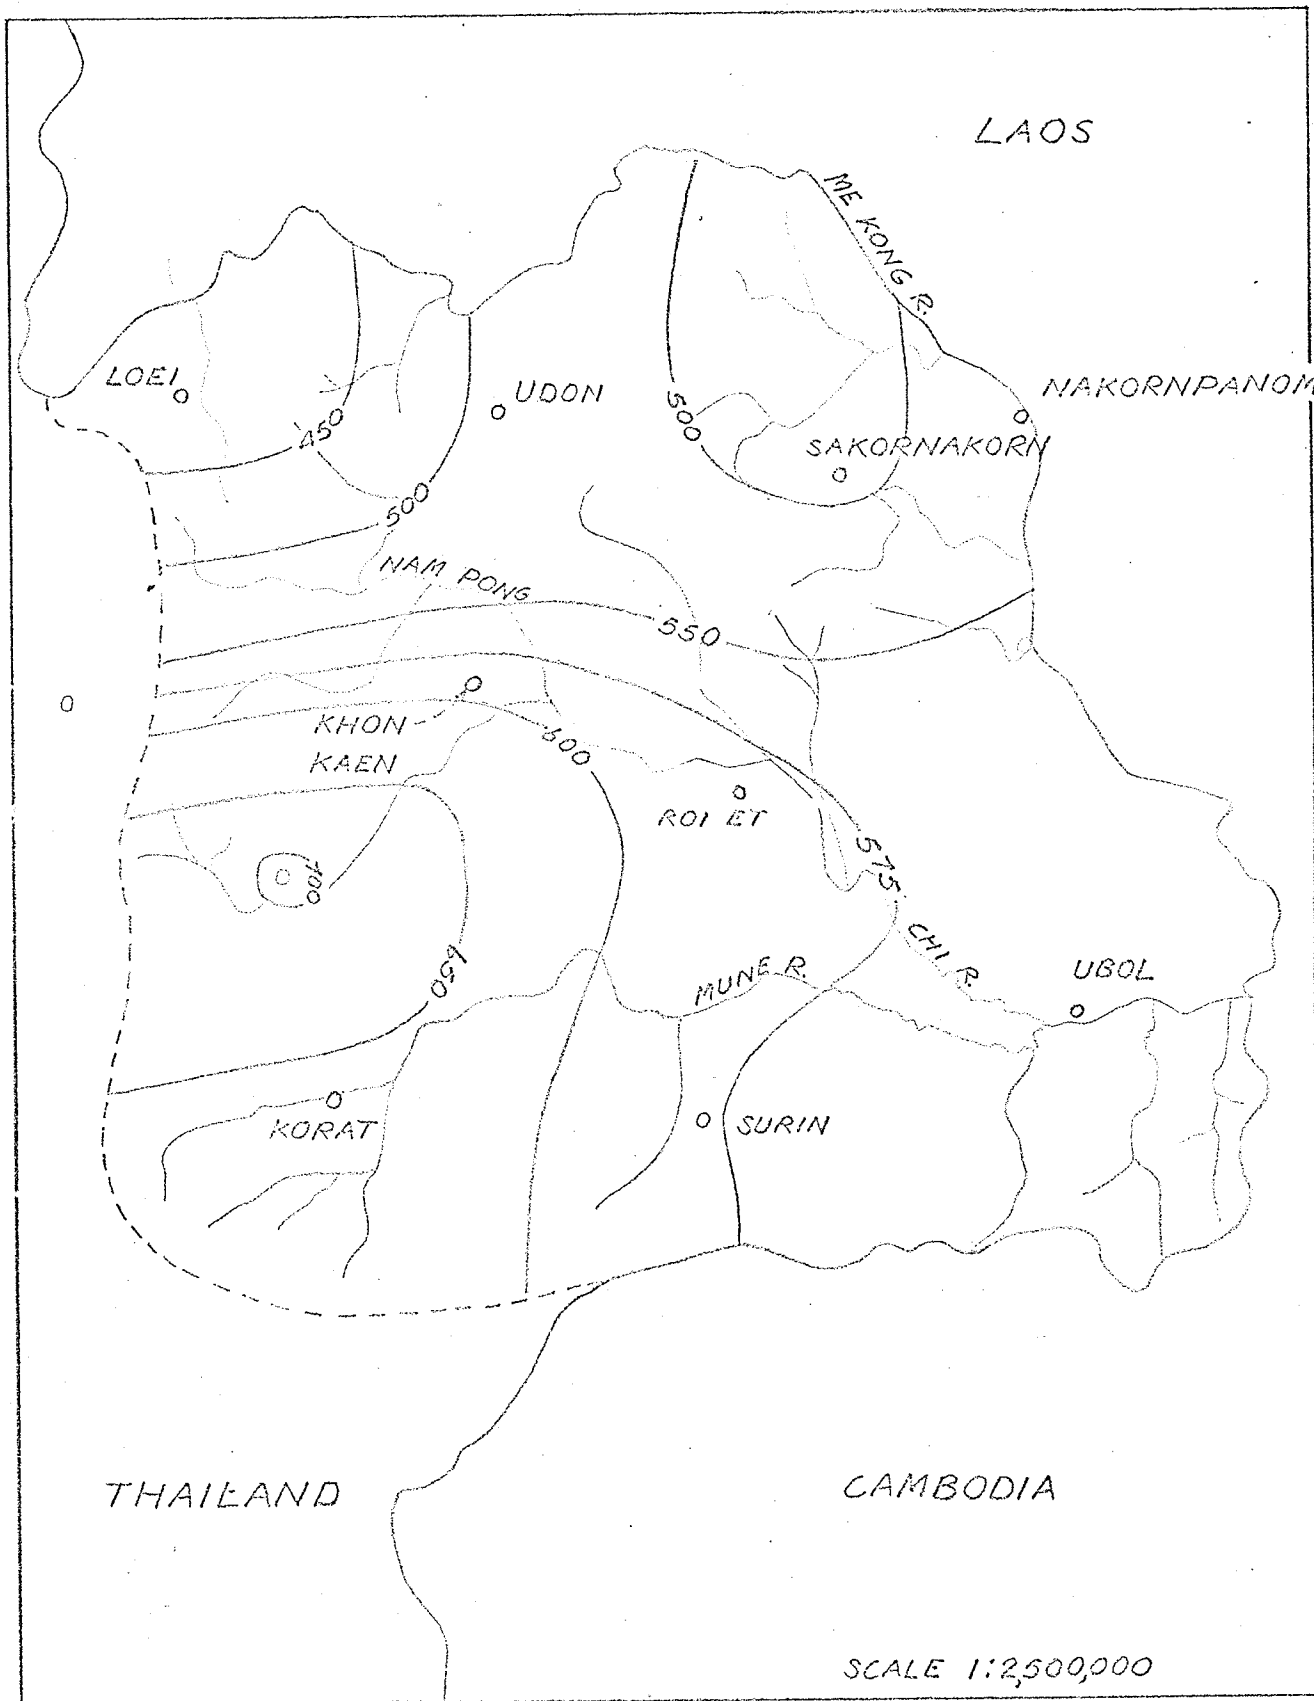 LAOS
ME KONG R.
LOEI
UDON
NAKORNPANOM
450
500
500
SAKORNAKORN
NAM PONG
550
KHON
KAEN
600
ROI ET
575
700
650
CHI R.
MUNE R.
UBOL
KORAT
SURIN
THAILAND
CAMBODIA
SCALE 1:2,500,000